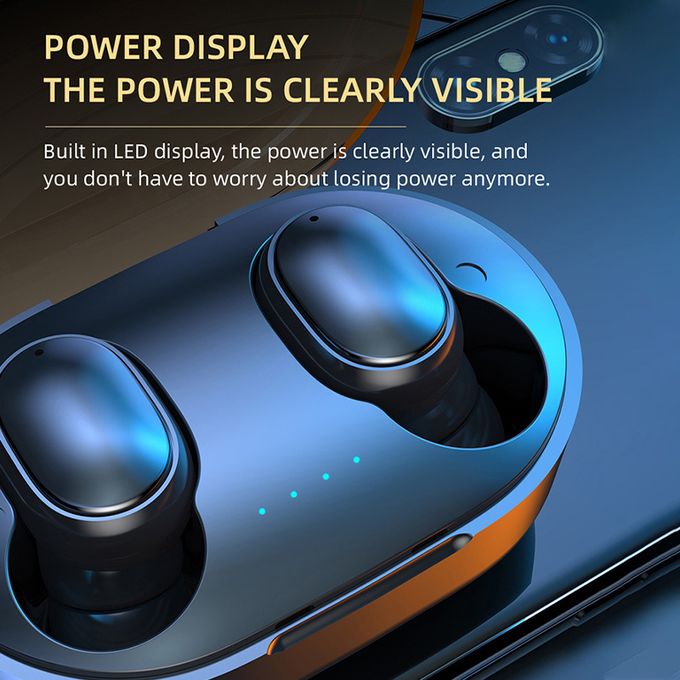 POWER DISPLAY
THE POWER IS CLEARLY VISIBLE
Built in LED display, the power is clearly visible, and
you don't have to worry about losing power anymore.